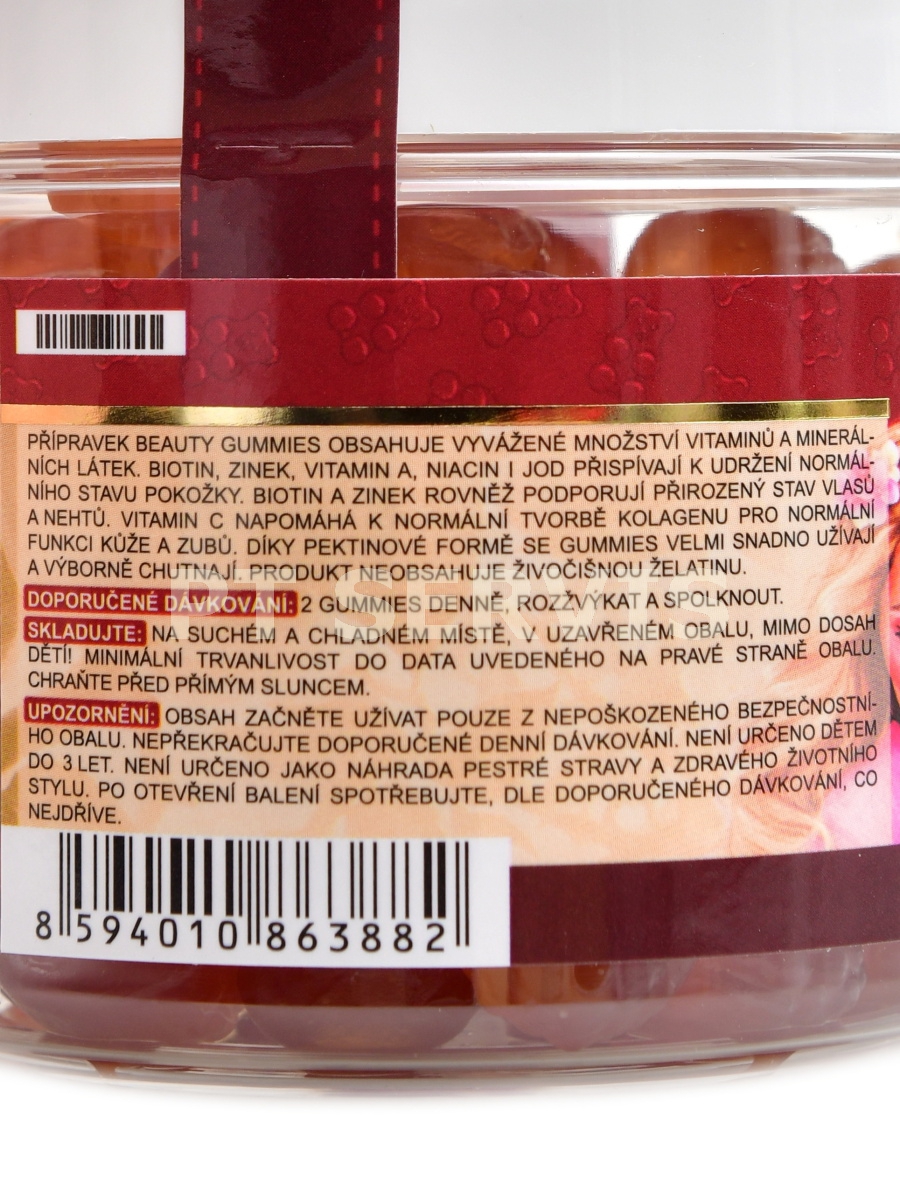 PŘÍPRAVEK BEAUTY GUMMIES OBSAHUJE VYVÁŽENÉ MNOŽSTVÍ VITAMINŮ A MINERÁL-
NÍCH LÁTEK. BIOTIN, ZINEK, VITAMIN A, NIACIN I JOD PŘISPÍVAJÍ K UDRŽENÍ NORMÁL-
NÍHO STAVU POKOŽKY. BIOTIN A ZINEK ROVNĚŽ PODPORUJÍ PŘIROZENÝ STAV VLASŮ
A NEHTŮ. VITAMIN C NAPOMÁHÁ K NORMÁLNÍ TVORBĚ KOLAGENU PRO NORMÁLNÍ
FUNKCI KŮŽE A ZUBŮ. DÍKY PEKTINOVÉ FORMĚ SE GUMMIES VELMI SNADNO UŽÍVAJÍ
A VÝBORNĚ CHUTNAJÍ. PRODUKT NEOBSAHUJE ŽIVOČIŠNOU ŽELATINU.
DOPORUČENÉ DÁVKOVÁNÍ: 2 GUMMIES DENNĚ, ROZŽVÝKAT A SPOLKNOUT.
PT SERVIS
SKLADUJTE: NA SUCHÉM A CHLADNÉM MÍSTĚ, V UZAVŘENÉM OBALU, MIMO DOSAH
DĚTÍ! MINIMÁLNÍ TRVANLIVOST DO DATA UVEDENÉHO NA PRAVÉ STRANĚ OBALU.
CHRAŇTE PŘED PŘÍMÝM SLUNCEM.
UPOZORNĚNÍ: OBSAH ZAČNĚTE UŽÍVAT POUZE Z NEPOŠKOZENÉHO BEZPEČNOSTNÍ-
HO OBALU. NEPŘEKRAČUJTE DOPORUČENÉ DENNÍ DÁVKOVÁNÍ. NENÍ URČENO DĚTEM
DO 3 LET. NENÍ URČENO JAKO NÁHRADA PESTRÉ STRAVY A ZDRAVÉHO ŽIVOTNÍHO
STYLU. PO OTEVŘENÍ BALENÍ SPOTŘEBUJTE, DLE DOPORUČENÉHO DÁVKOVÁNÍ, CO
NEJDŘÍVE.
8 594010 863882